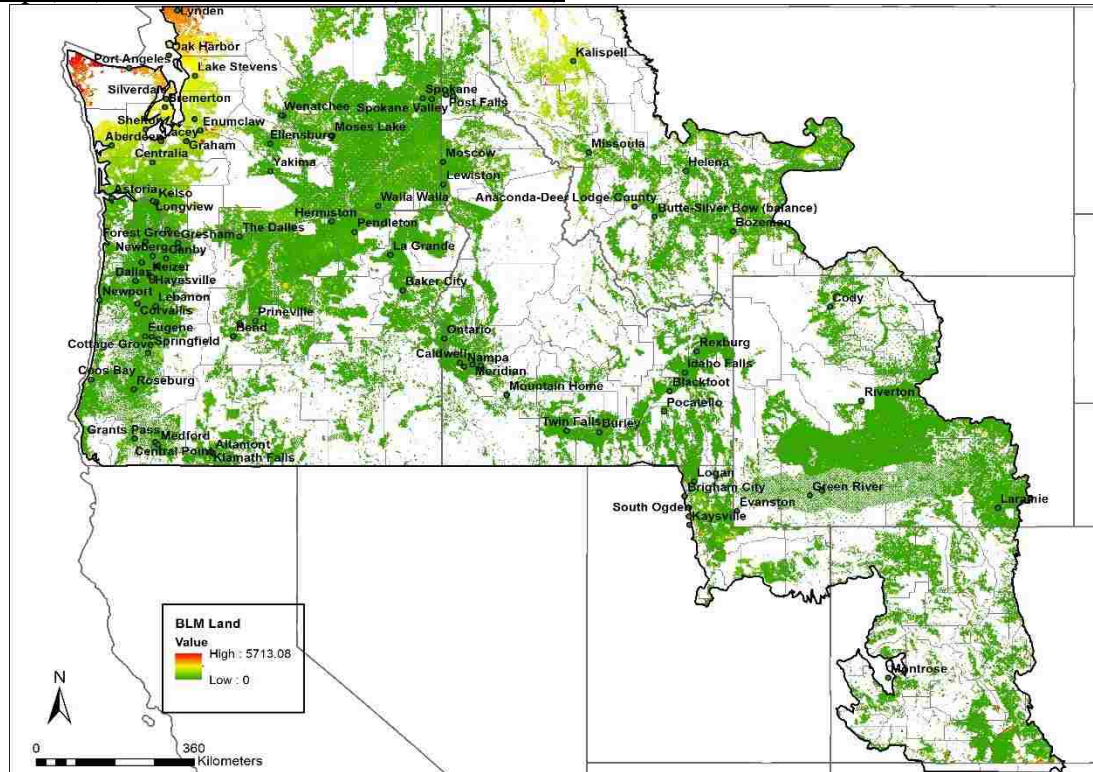 Lynden
Oak Harbor
Port Angeles
Lake Stevens
Kalispell
Silverdale
Bremerton
Spokane
Spokane Valley
Post Falls
Wenatchee
Shelton
Enumclaw
Lacey
Ellensburg
Moses Lake
Aberdeen
Graham
Centralia
Yakima
Moscow
Missoula
Helena
Lewiston
Astoria
Kelso
Walla Walla
Anaconda-Deer Lodge County
Longview
Hermiston
Pendleton
Butte-Silver Bow (balance)
Forest Grove
Gresham
The Dalles
Bozeman
Newberg
Canby
La Grande
Dallas
Keizer
Hayesville
Baker City
Newport
Lebanon
Cody
Corvallis
Prineville
Eugene
Bend
Ontario
Rexburg
Cottage Grove
Springfield
Caldwell
Nampa
Idaho Falls
Meridian
Coos Bay
Roseburg
Mountain Home
Blackfoot
Riverton
Pocatello
Grants Pass
Medford
Twin Falls
Burley
Altamont
Central Point
Klamath Falls
Logan
Brigham City
Green River
South Ogden
Evanston
Laramie
Kaysville
BLM Land
Value
High : 5713.08
Low : 0
Montrose
N
0
360
Kilometers